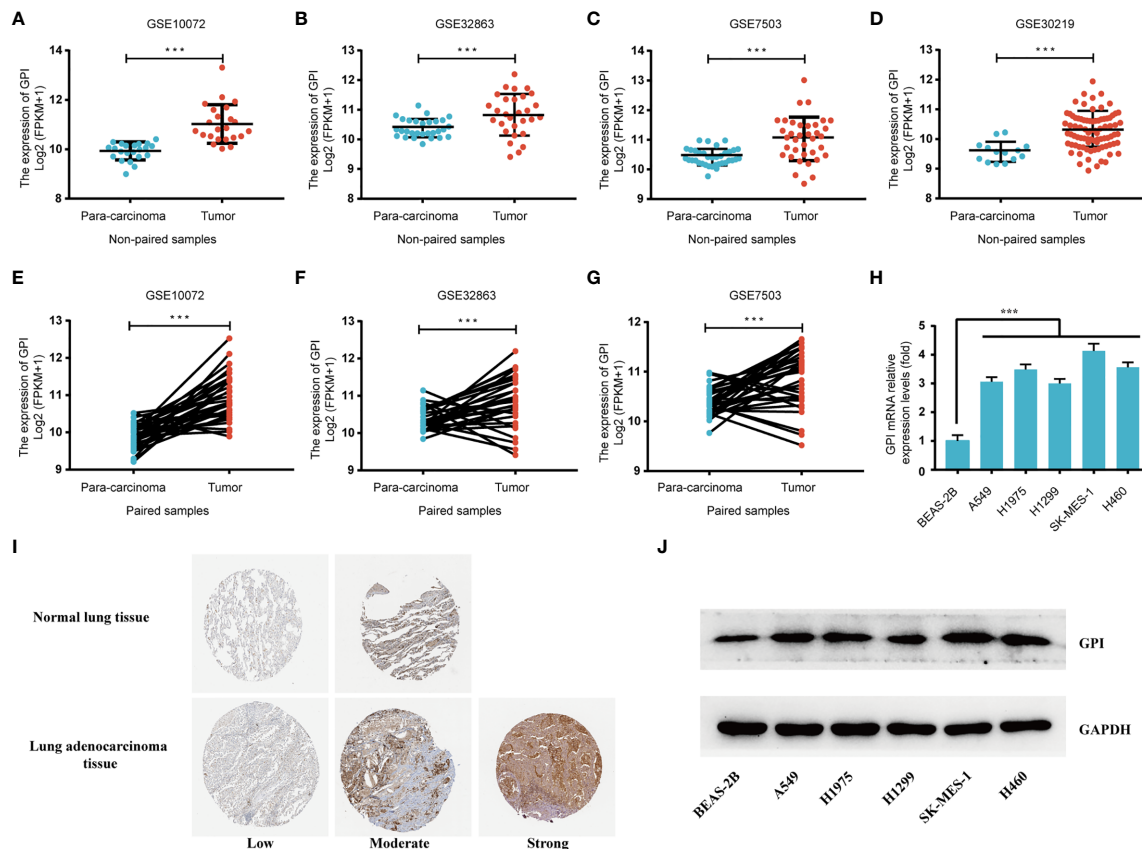 A
GSE10072
***
The expression of GPI
Log2 (FPKM+1)
14
12
10
8
Para-carcinoma
Tumor
Non-paired samples
B
GSE32863
***
The expression of GPI
Log2 (FPKM+1)
13
12
11
10
9
8
Para-carcinoma
Tumor
Non-paired samples
C
GSE7503
***
The expression of GPI
Log2 (FPKM+1)
14
13
12
11
10
9
Para-carcinoma
Tumor
Non-paired samples
D
GSE30219
***
The expression of GPI
Log2 (FPKM+1)
13
12
11
10
9
8
Para-carcinoma
Tumor
Non-paired samples
E
GSE10072
***
The expression of GPI
Log2 (FPKM+1)
13
12
11
10
9
Para-carcinoma
Tumor
Paired samples
F
GSE32863
***
The expression of GPI
Log2 (FPKM+1)
13
12
11
10
9
Para-carcinoma
Tumor
Paired samples
G
GSE7503
***
The expression of GPI
Log2 (FPKM+1)
12
11
10
9
Para-carcinoma
Tumor
Paired samples
H
***
GPI mRNA relative
expression levels (fold)
5
4
3
2
1
0
BEAS-2B
A549
H1975
H1299
SK-MES-1
H460
I
Normal lung tissue
Lung adenocarcinoma
tissue
Low
Moderate
Strong
J
GPI
GAPDH
BEAS-2B
A549
H1975
H1299
SK-MES-1
H460